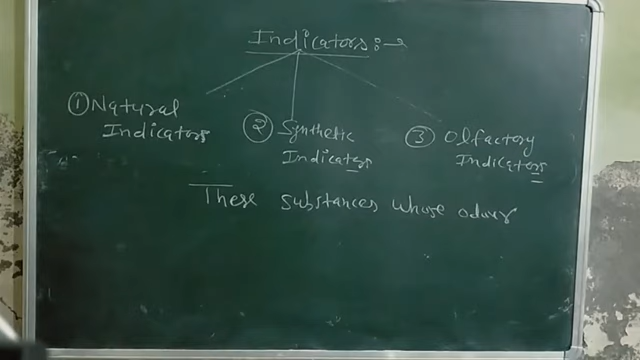 Indicators:→
① Natural
Indicators
② Synthetic
Indicators
③ Olfactory
Indicators
These substances whose odour